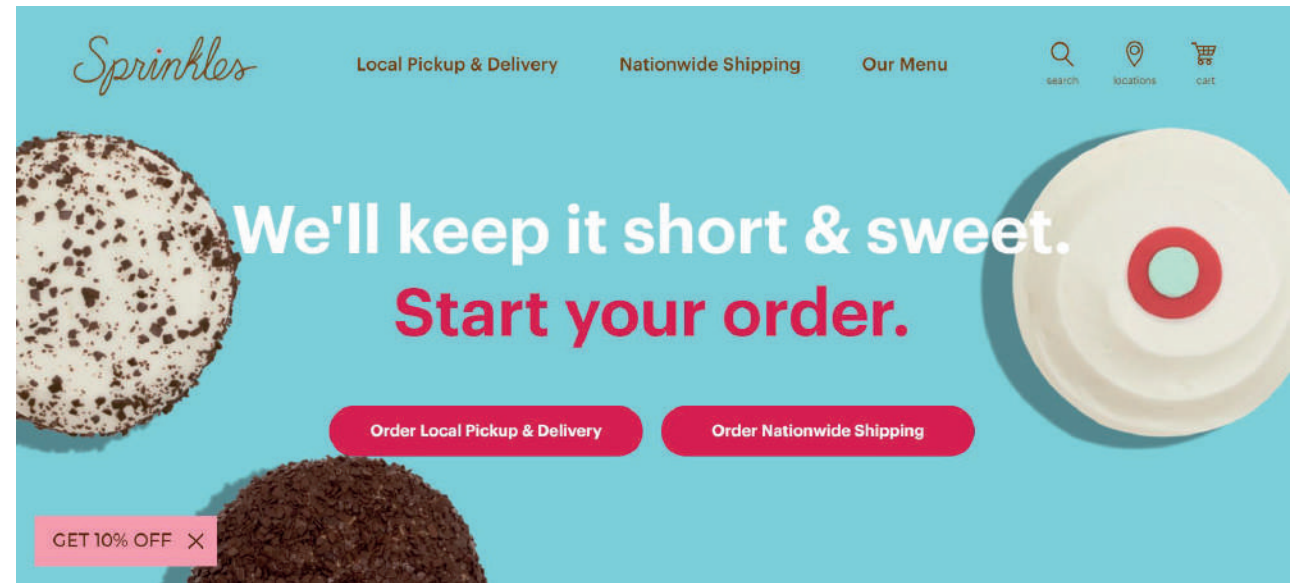 Sprinkles
Local Pickup & Delivery
Nationwide Shipping
Our Menu
search
locations
cart
We'll keep it short & sweet.
Start your order.
Order Local Pickup & Delivery
Order Nationwide Shipping
GET 10% OFF